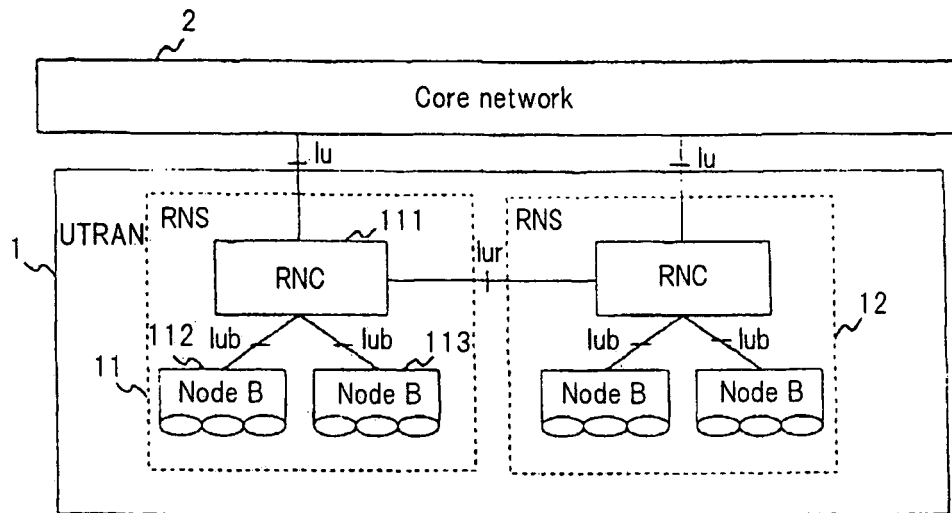 2
Core network
Iu
Iu
RNS
111
RNS
UTRAN
1
Iur
RNC
RNC
12
112
Iub
Iub
113
Iub
Iub
11
Node B
Node B
Node B
Node B